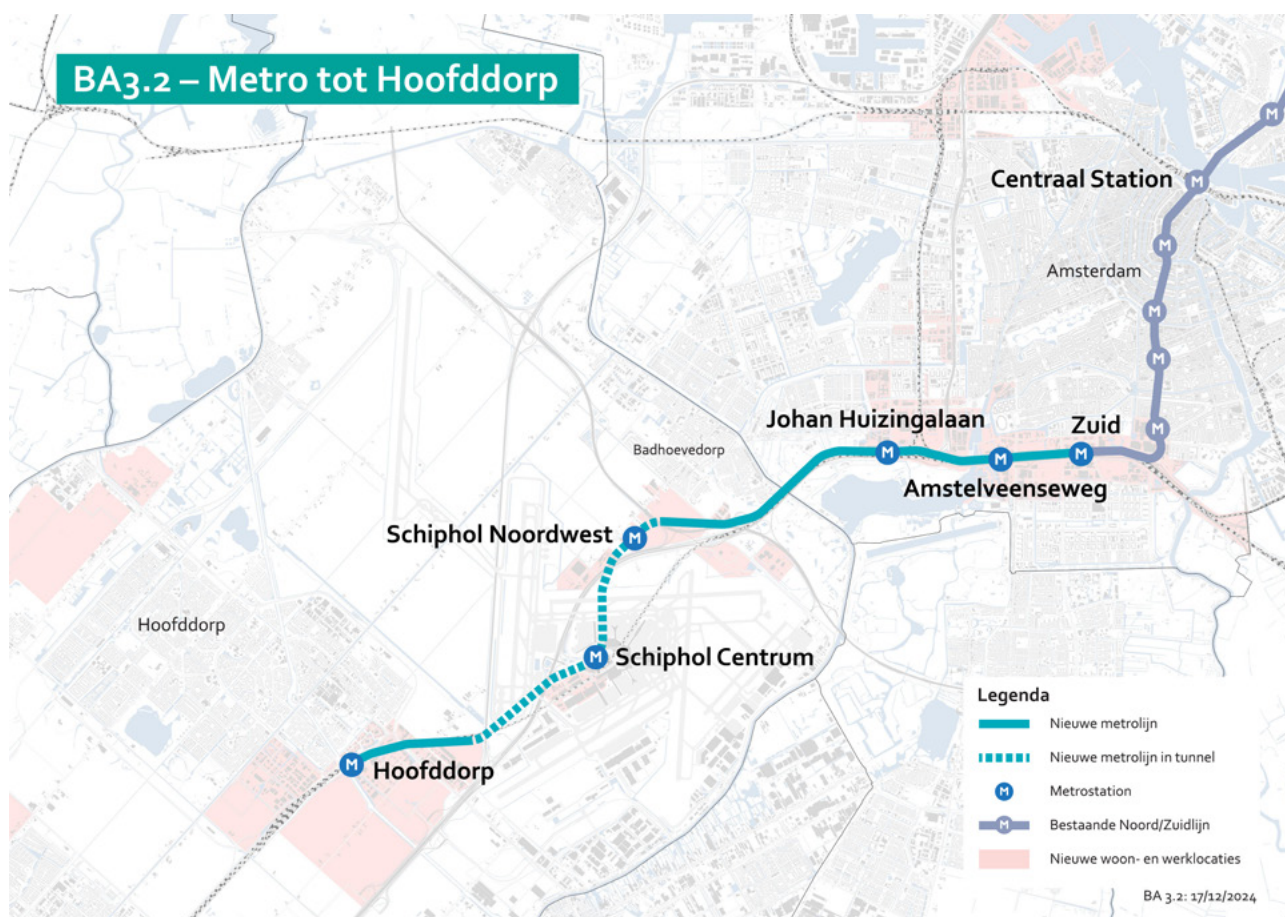 BA3.2 – Metro tot Hoofddorp
Centraal Station
M
M
M
Amsterdam
M
M
M
Johan Huizingalaan
Zuid
Badhoevedorp
M
M
M
Amstelveenseweg
Schiphol Noordwest
M
Hoofddorp
M
Schiphol Centrum
M
Hoofddorp
Legenda
Nieuwe metrolijn
Nieuwe metrolijn in tunnel
M
Metrostation
M
Bestaande Noord/Zuidlijn
Nieuwe woon- en werklocaties
BA 3.2: 17/12/2024